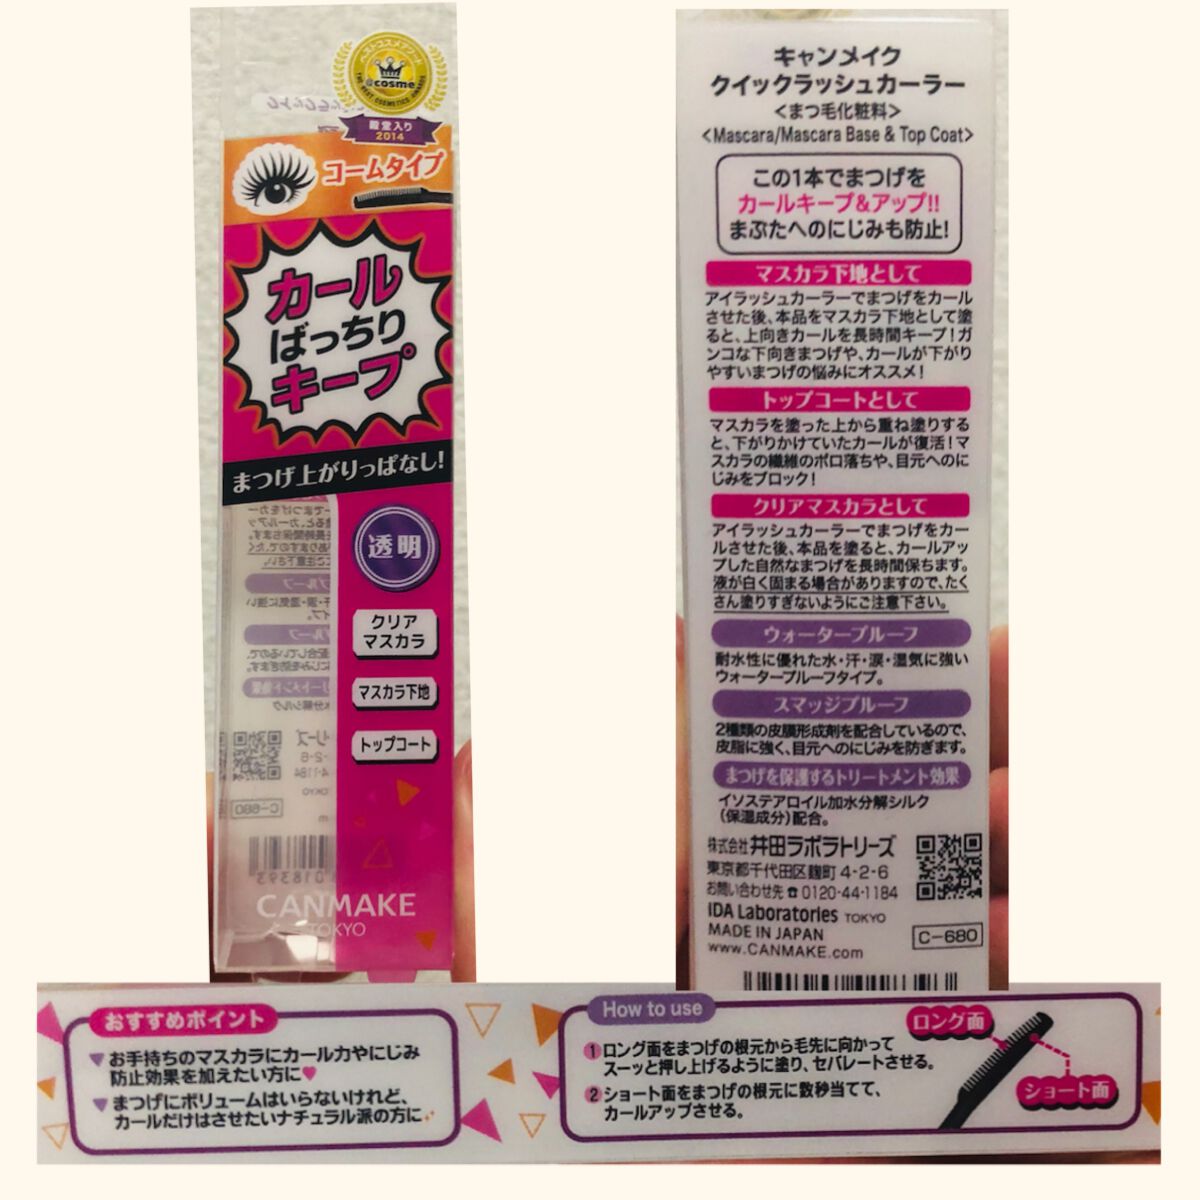 ベストコスメアワード
@cosme
THE BEST COSMETICS AWARDS
殿堂入り
2014
コームタイプ
カール
ばっちり
キープ
まつげ上がりっぱなし!
透明
クリア
マスカラ
マスカラ下地
トップコート
CANMAKE
TOKYO
キャンメイク
クイックラッシュカーラー
<まつ毛化粧料>
<Mascara/Mascara Base & Top Coat>
この1本でまつげを
カールキープ&アップ!!
まぶたへのにじみも防止!
マスカラ下地として
アイラッシュカーラーでまつげをカール
させた後、本品をマスカラ下地として塗
ると、上向きカールを長時間キープ!ガ
ンコな下向きまつげや、カールが下がり
やすいまつげの悩みにオススメ!
トップコートとして
マスカラを塗った上から重ね塗りする
と、下がりかけていたカールが復活!マ
スカラの繊維のポロ落ちや、目元へのに
じみをブロック!
クリアマスカラとして
アイラッシュカーラーでまつげをカー
ルさせた後、本品を塗ると、カールアッ
プした自然なまつげを長時間保ちます。
液が白く固まる場合がありますので、たく
さん塗りすぎないようにご注意下さい。
ウォータープルーフ
耐水性に優れた水・汗・涙・湿気に強い
ウォータープルーフタイプ。
スマッジプルーフ
2種類の皮膜形成剤を配合しているので、
皮脂に強く、目元へのにじみを防ぎます。
まつげを保護するトリートメント効果
イソステアロイル加水分解シルク
(保湿成分)配合。
株式会社 井田ラボラトリーズ
東京都千代田区麹町4-2-6
お問い合わせ先☎0120-44-1184
IDA Laboratories TOKYO
MADE IN JAPAN
www.CANMAKE.com
C-680
おすすめポイント
▼お手持ちのマスカラにカール力やにじみ
防止効果を加えたい方に♥
▼まつげにボリュームはいらないけれど、
カールだけはさせたいナチュラル派の方に
How to use
1 ロング面をまつげの根元から毛先に向かって
スーッと押し上げるように塗り、セパレートさせる。
2 ショート面をまつげの根元に数秒当てて、
カールアップさせる。
ロング面
ショート面